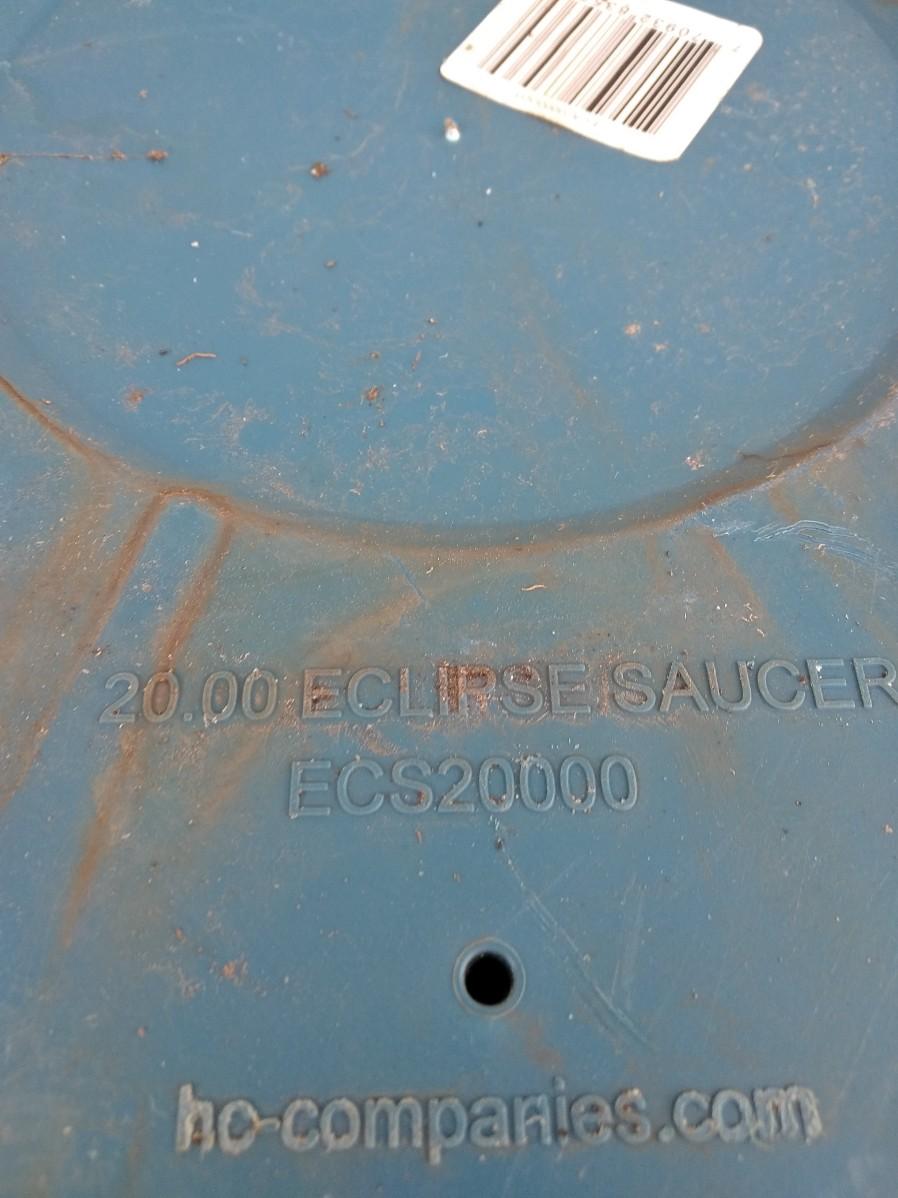 20.00 ECLIPSE SAUCER
ECS20000
hc-companies.com